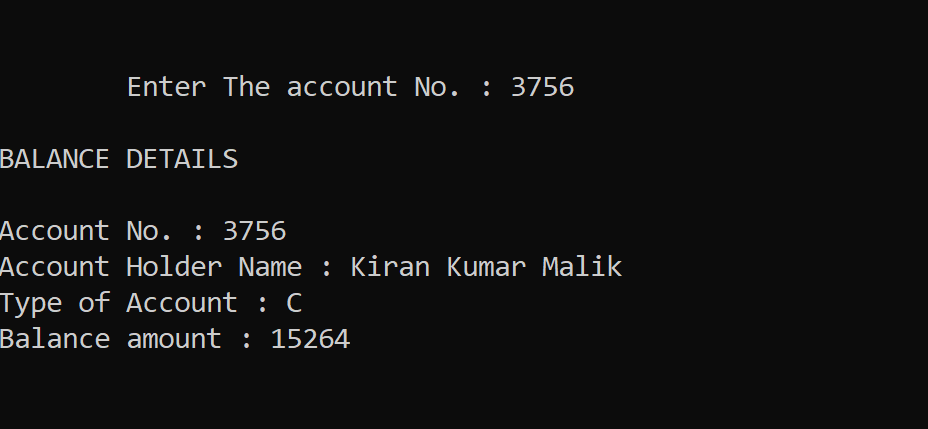 Enter The account No. : 3756
BALANCE DETAILS
Account No. : 3756
Account Holder Name : Kiran Kumar Malik
Type of Account : C
Balance amount : 15264